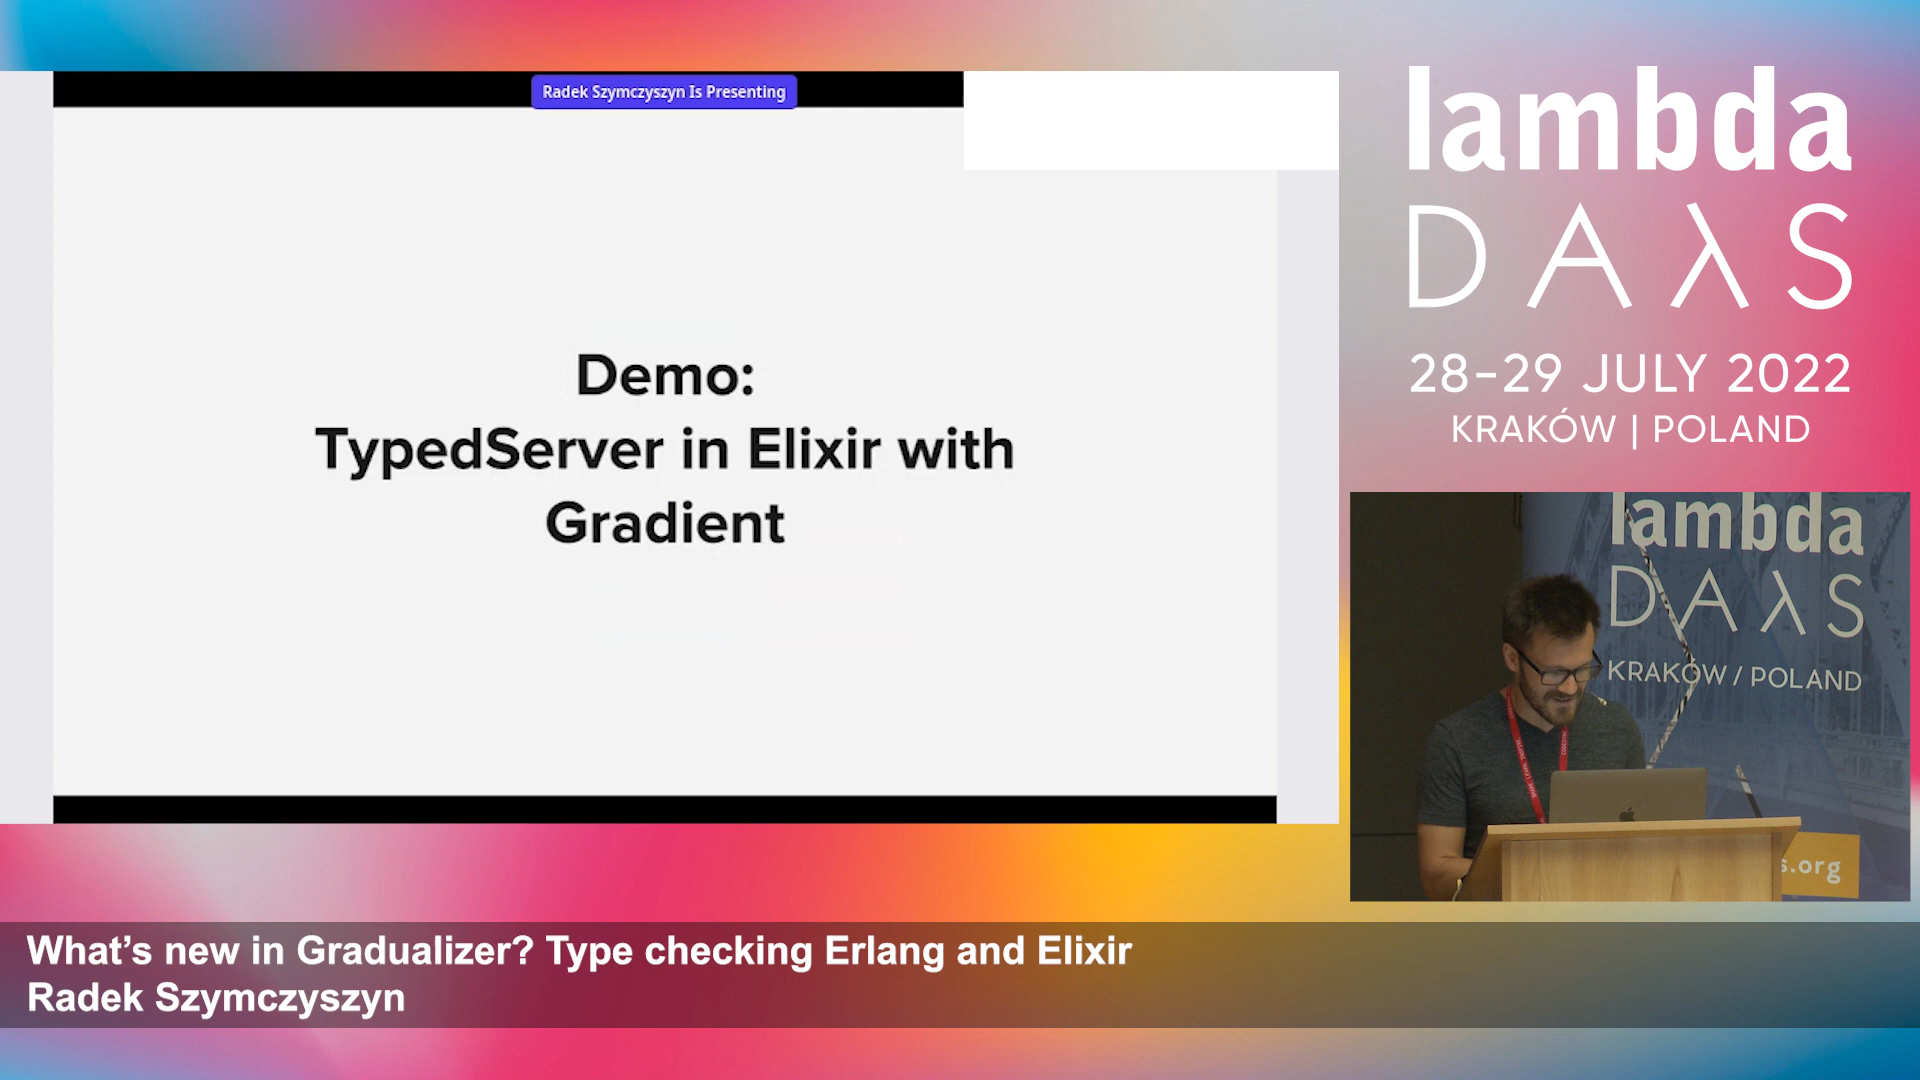 Radek Szymczyszyn Is Presenting
Demo:
TypedServer in Elixir with
Gradient
lambda
DAλS
28-29 JULY 2022
KRAKÓW | POLAND
lambda
DAλS
KRAKÓW / POLAND
s.org
What's new in Gradualizer? Type checking Erlang and Elixir
Radek Szymczyszyn